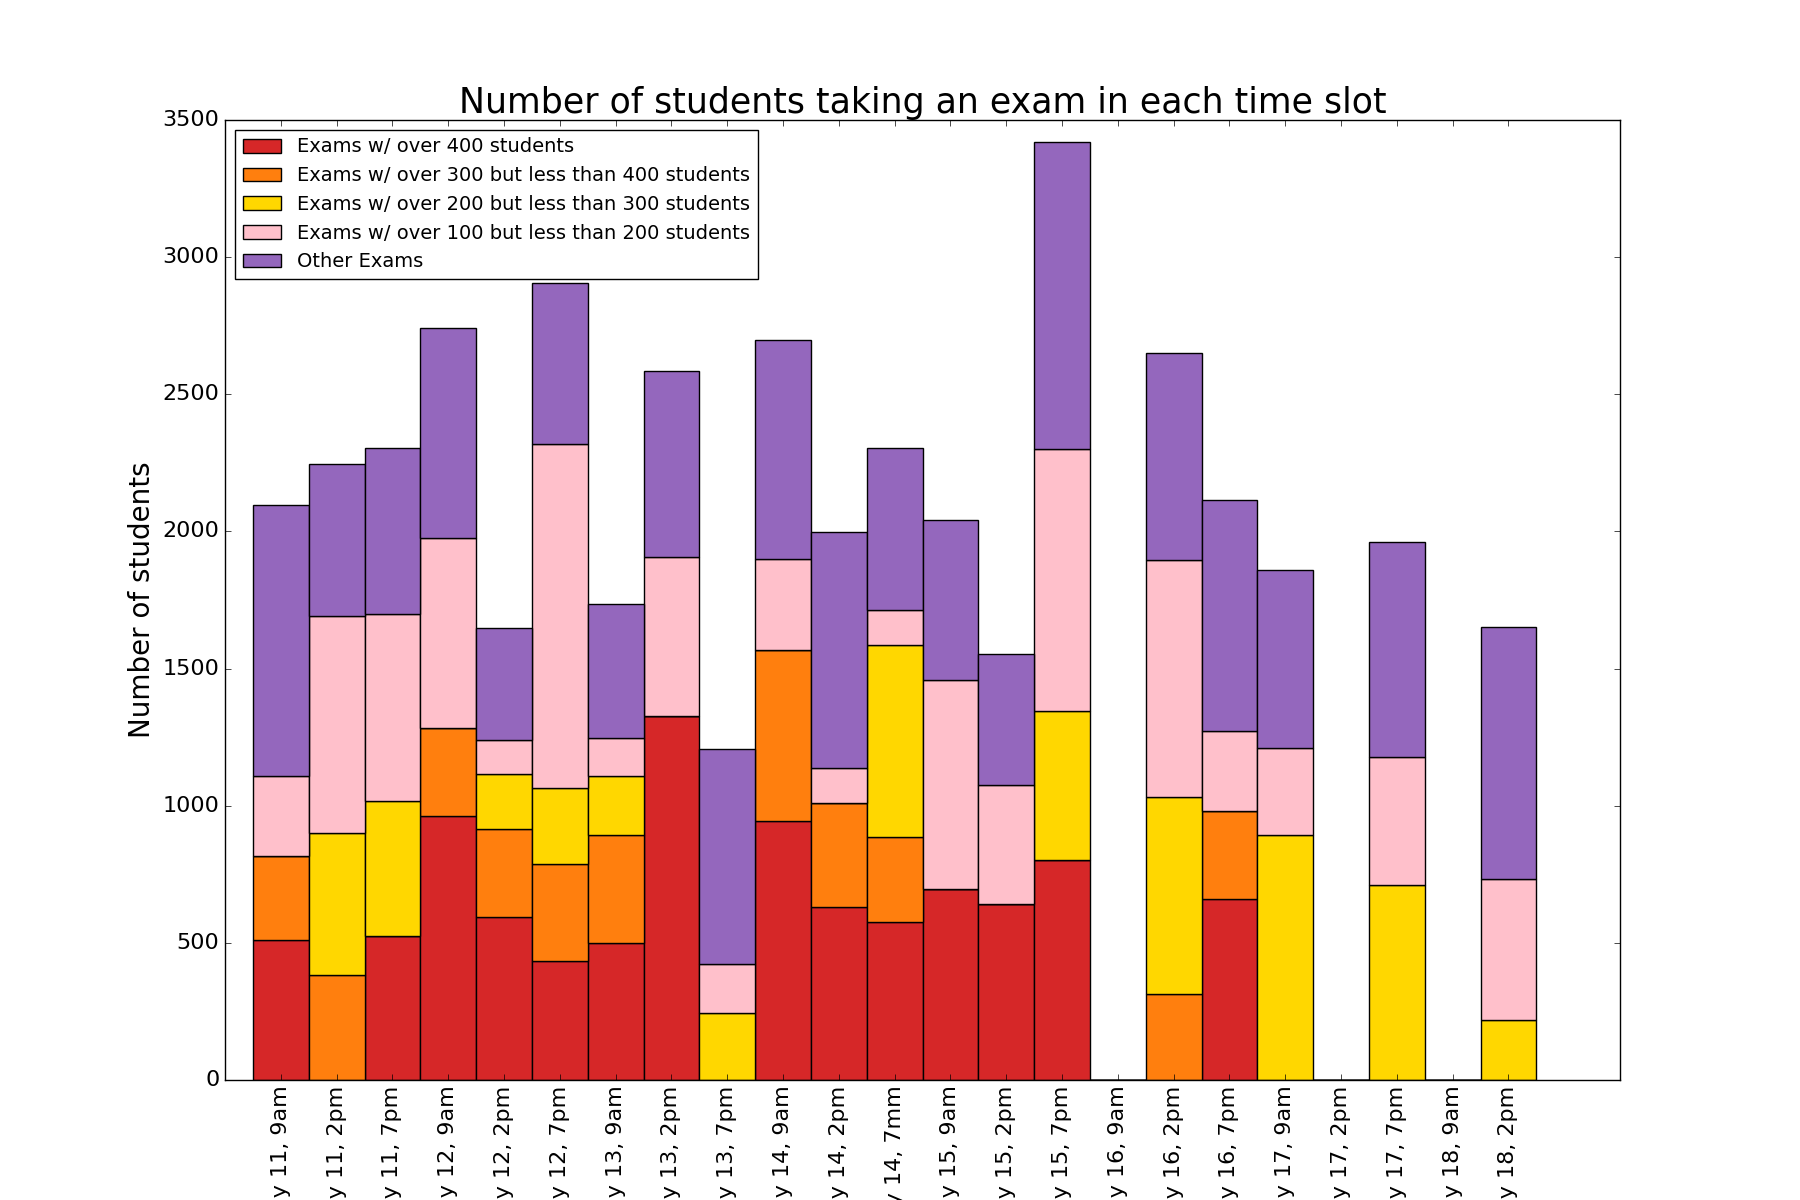 Number of students taking an exam in each time slot
Exams w/ over 400 students
Exams w/ over 300 but less than 400 students
Exams w/ over 200 but less than 300 students
Exams w/ over 100 but less than 200 students
Other Exams
Number of students
3500
3000
2500
2000
1500
1000
500
0
y 11, 9am
y 11, 2pm
y 11, 7pm
y 12, 9am
y 12, 2pm
y 12, 7pm
y 13, 9am
y 13, 2pm
y 13, 7pm
y 14, 9am
y 14, 2pm
y 14, 7mm
y 15, 9am
y 15, 2pm
y 15, 7pm
y 16, 9am
y 16, 2pm
y 16, 7pm
y 17, 9am
y 17, 2pm
y 17, 7pm
y 18, 9am
y 18, 2pm